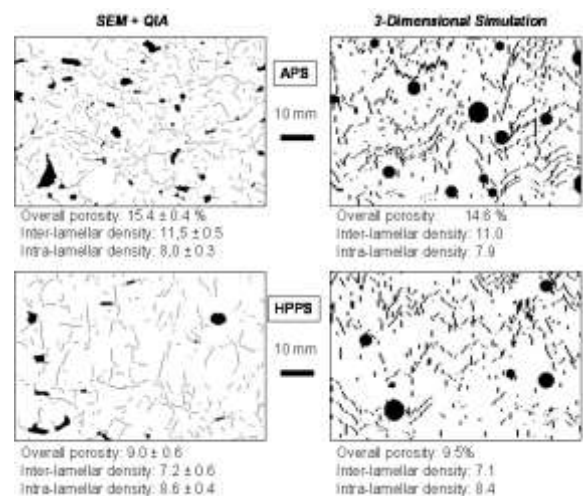 SEM + QIA
3-Dimensional Simulation
APS
10 mm
Overall porosity: 15.4 ± 0.4 %
Inter-lamellar density: 11,5 ± 0.5
Intra-lamellar density: 8,0 ± 0.3
Overall porosity: 14.6 %
Inter-lamellar density: 11.0
Intra-lamellar density: 7.9
HPPS
10 mm
Overall porosity: 9.0 ± 0.6
Inter-lamellar density: 7.2 ± 0.6
Intra-lamellar density: 8.6 ± 0.4
Overall porosity: 9.5%
Inter-lamellar density: 7.1
Intra-lamellar density: 8.4